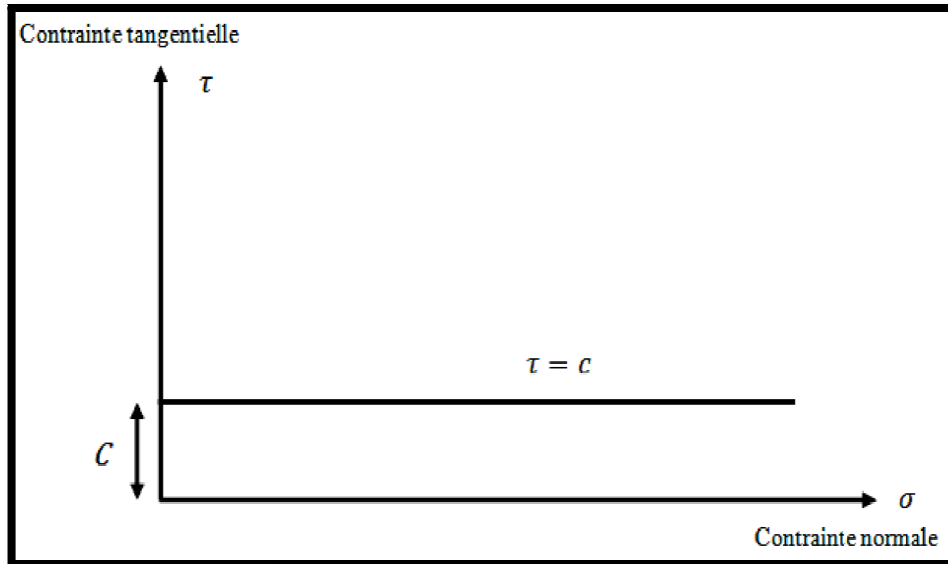 Contrainte tangentielle
τ
τ = c
C
σ
Contrainte normale